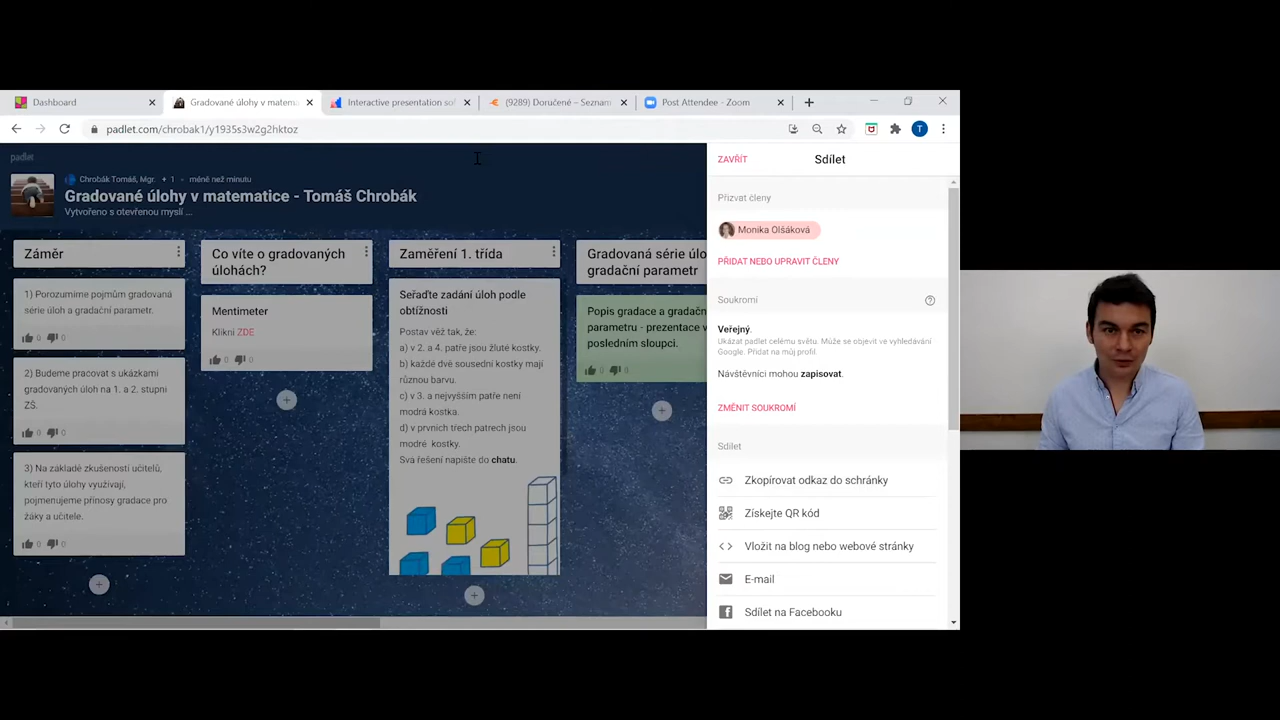 Dashboard
Gradované úlohy v matema
Interactive presentation sof
(9289) Doručené – Seznam
Post Attendee - Zoom
padlet.com/chrobak1/y1935s3w2g2hktoz
T
padlet
Chrobák Tomáš, Mgr. + 1 • méně než minutu
Gradované úlohy v matematice - Tomáš Chrobák
Vytvořeno s otevřenou myslí ...
Záměr
1) Porozumíme pojmům gradovaná
série úloh a gradační parametr.
0 0
2) Budeme pracovat s ukázkami
gradovaných úloh na 1. a 2. stupni
ZŠ.
0 0
3) Na základě zkušeností učitelů,
kteří tyto úlohy využívají,
pojmenujeme přínosy gradace pro
žáky a učitele.
0 0
Co víte o gradovaných
úlohách?
Mentimeter
Klikni ZDE
0 0
Zaměření 1. třída
Seřaďte zadání úloh podle
obtížnosti
Postav věž tak, že:
a) v 2. a 4. patře jsou žluté kostky.
b) každé dvě sousední kostky mají
různou barvu.
c) v 3. a nejvyšším patře není
modrá kostka.
d) v prvních třech patrech jsou
modré kostky.
Sva řešení napište do chatu.
Gradovaná série úlo
gradační parametr
Popis gradace a gradačn
parametru - prezentace v
posledním sloupci.
0 0
ZAVŘÍT
Sdílet
Přizvat členy
Monika Olšáková
PŘIDAT NEBO UPRAVIT ČLENY
Soukromí
Veřejný.
Ukázat padlet celému světu. Může se objevit ve vyhledávání
Google. Přidat na můj profil.
Návštěvníci mohou zapisovat.
ZMĚNIT SOUKROMÍ
Sdílet
Zkopírovat odkaz do schránky
Získejte QR kód
Vložit na blog nebo webové stránky
E-mail
Sdílet na Facebooku